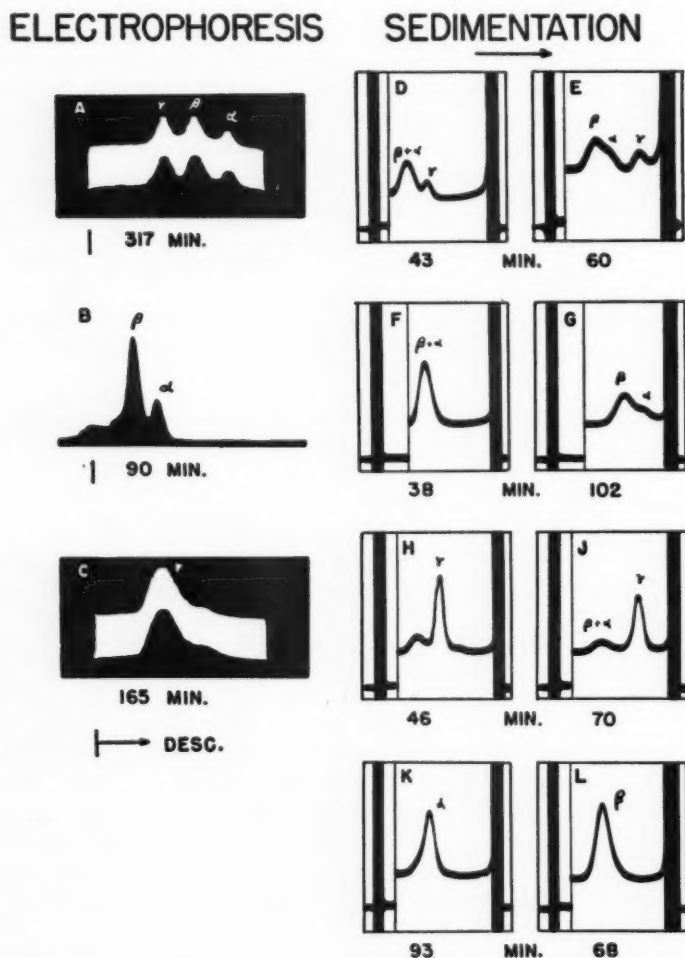 ELECTROPHORESIS
SEDIMENTATION
A
γ β α
317 MIN.
B
β
α
90 MIN.
C
γ
165 MIN.
DESC.
D
β+α
γ
E
β
α
γ
43 MIN. 60
F
β+α
G
β
α
38 MIN. 102
H
γ
J
β+α
γ
46 MIN. 70
K
α
L
β
93 MIN. 68